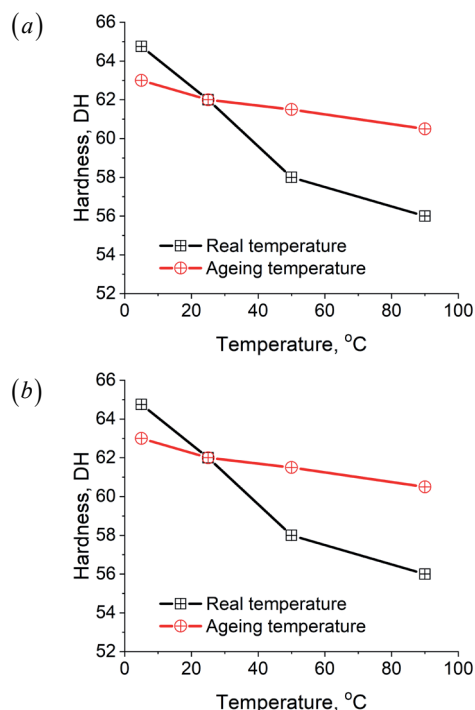 (a)
66
64
62
60
58
56
54
52
Hardness, DH
Real temperature
Ageing temperature
0 20 40 60 80 100
Temperature, °C
(b)
66
64
62
60
58
56
54
52
Hardness, DH
Real temperature
Ageing temperature
0 20 40 60 80 100
Temperature, °C